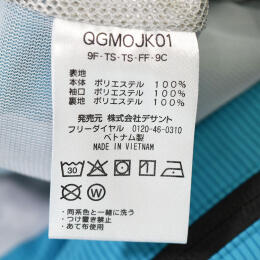 QGMOJK01
9F-TS-TS-FF-9C
表地
本体 ポリエステル 100%
袖口 ポリエステル 100%
裏地 ポリエステル 100%
発売元 株式会社デサント
フリーダイヤル 0120-46-0310
ベトナム製
MADE IN VIETNAM
30
・同系色と一緒に洗う
・つけ置き禁止
・あて布使用